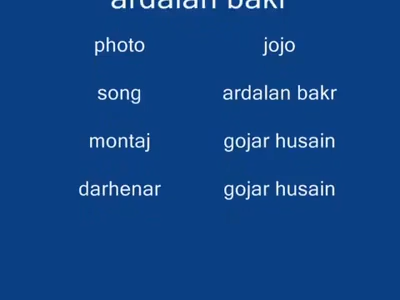 ardalan bakr
photo jojo
song ardalan bakr
montaj gojar husain
darhenar gojar husain